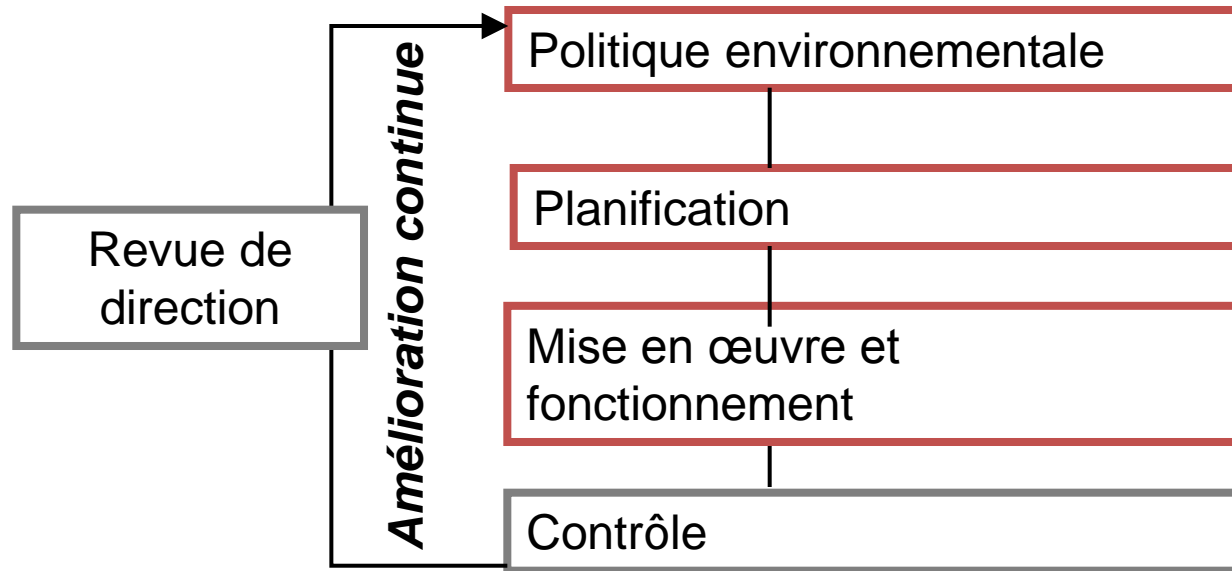 Politique environnementale
Amélioration continue
Planification
Revue de
direction
Mise en œuvre et
fonctionnement
Contrôle